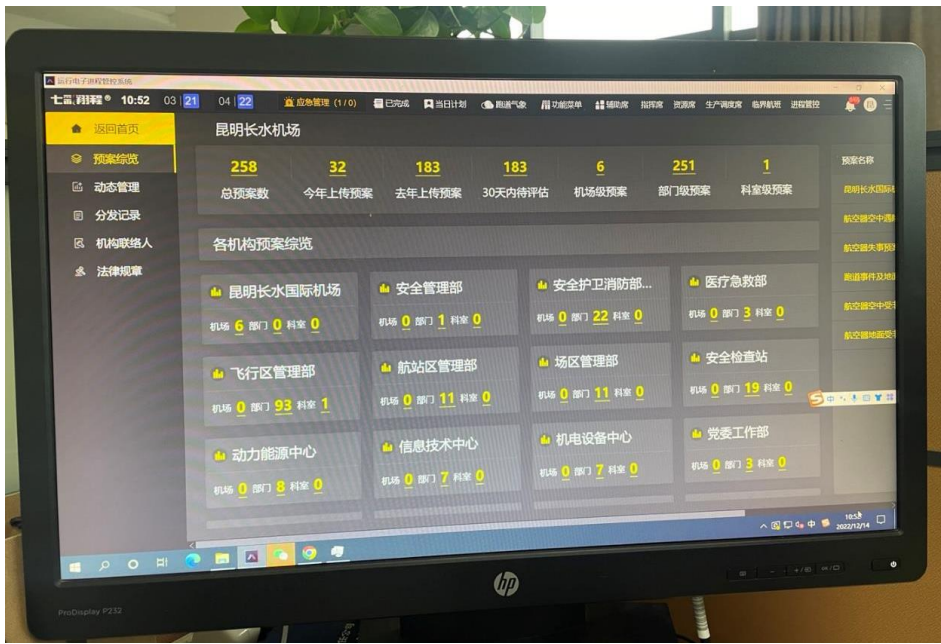 运行电子进程管控系统
10:52 03 21 04 22 应急管理 (1/0) 已完成 当日计划 跑道气象 功能菜单 辅助席 指挥席 资源席 生产调度席 临界航班 进程管控
返回首页
预案综览
动态管理
分发记录
机构联络人
法律规章
昆明长水机场
258 32 183 183 6 251 1
总预案数 今年上传预案 去年上传预案 30天内待评估 机场级预案 部门级预案 科室级预案
预案名称
昆明长水国际
航空器空中遇
航空器失事预
跑道事件及地
航空器空中受
航空器地面受
各机构预案综览
昆明长水国际机场 安全管理部 安全护卫消防部... 医疗急救部
机场 6 部门 0 科室 0 机场 0 部门 1 科室 0 机场 0 部门 22 科室 0 机场 0 部门 3 科室 0
飞行区管理部 航站区管理部 场区管理部 安全检查站
机场 0 部门 93 科室 1 机场 0 部门 11 科室 0 机场 0 部门 11 科室 0 机场 0 部门 19 科室 0
动力能源中心 信息技术中心 机电设备中心 党委工作部
机场 0 部门 8 科室 0 机场 0 部门 7 科室 0 机场 0 部门 7 科室 0 机场 0 部门 3 科室 0
中
中
2022/12/14
hp
ProDisplay P232